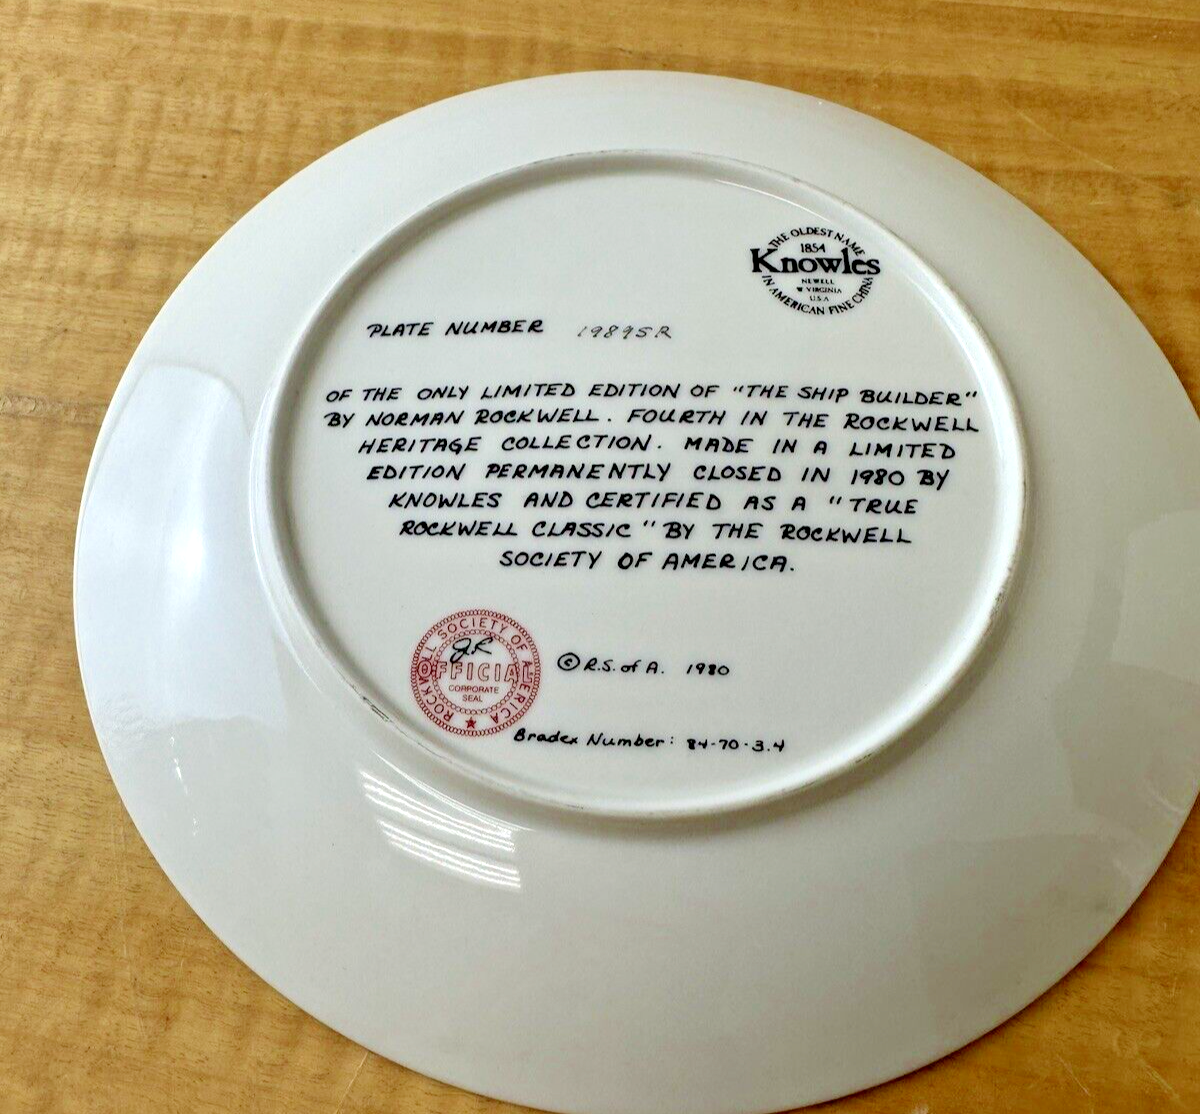 THE OLDEST NAME
1854
Knowles
NEWELL
W VIRGINIA
U.S.A
IN AMERICAN FINE CHINA
PLATE NUMBER 19895R
OF THE ONLY LIMITED EDITION OF "THE SHIP BUILDER"
BY NORMAN ROCKWELL. FOURTH IN THE ROCKWELL
HERITAGE COLLECTION. MADE IN A LIMITED
EDITION PERMANENTLY CLOSED IN 1980 BY
KNOWLES AND CERTIFIED AS A "TRUE
ROCKWELL CLASSIC" BY THE ROCKWELL
SOCIETY OF AMERICA.
ROCKWELL SOCIETY OF AMERICA
J.R
OFFICIAL
CORPORATE
SEAL
© R.S. of A. 1980
Bradex Number: 84-70-3.4